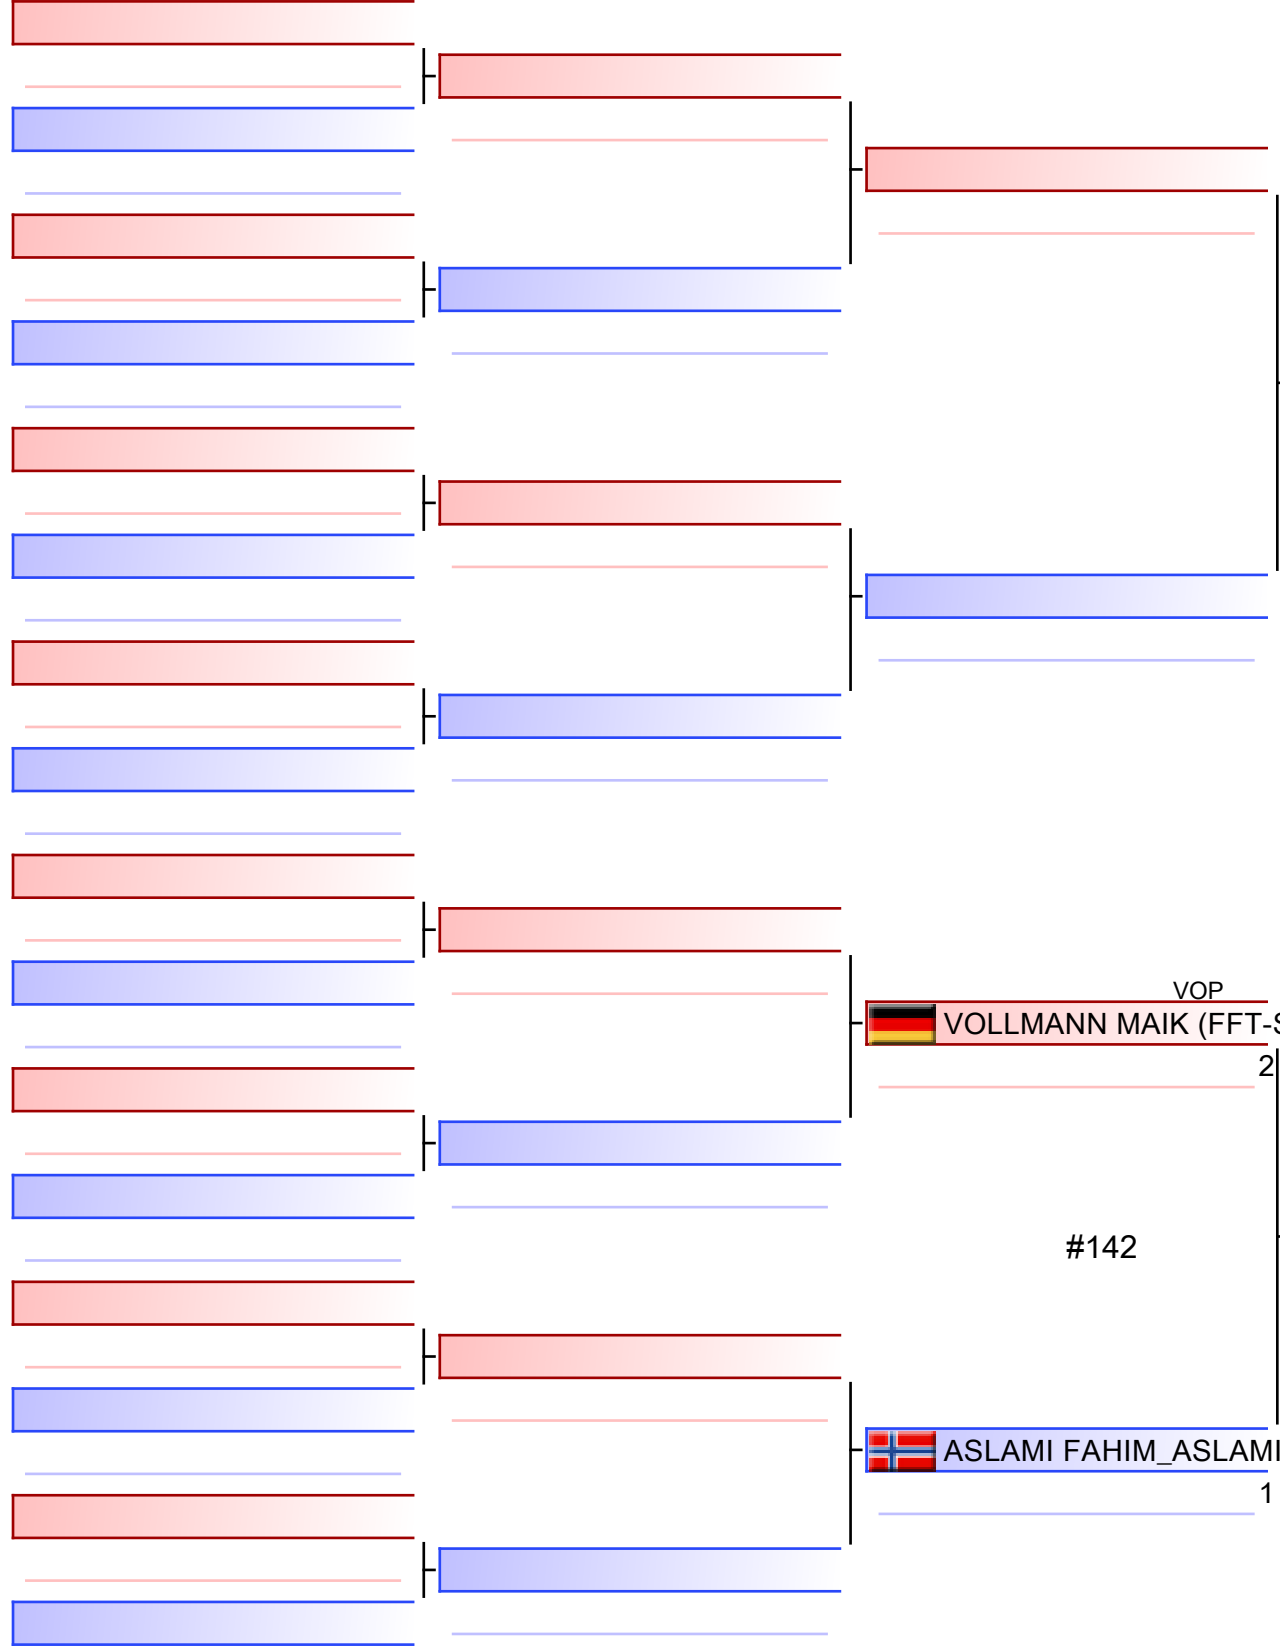 VOP
VOLLMANN MAIK (FFT-S
2
#142
ASLAMI FAHIM_ASLAMI
1